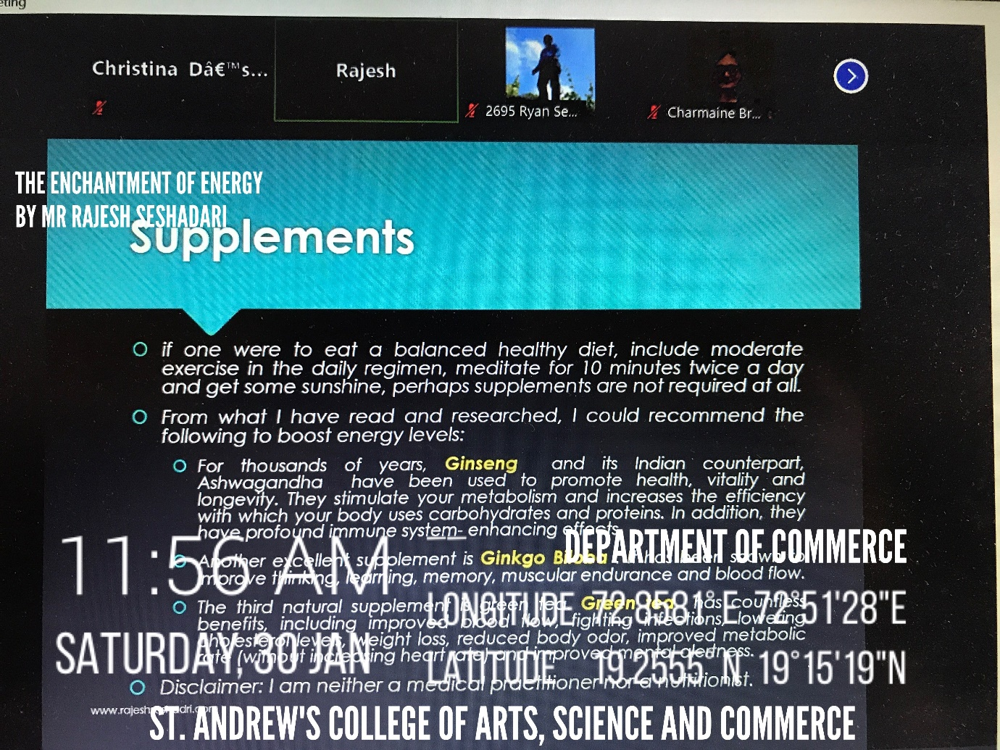 eting
Christina Dâ€™s...
Rajesh
2695 Ryan Se...
Charmaine Br...
THE ENCHANTMENT OF ENERGY
BY MR RAJESH SESHADARI
Supplements
if one were to eat a balanced healthy diet, include moderate
exercise in the daily regimen, meditate for 10 minutes twice a day
and get some sunshine, perhaps supplements are not required at all.
From what I have read and researched, I could recommend the
following to boost energy levels:
For thousands of years, Ginseng and its Indian counterpart,
Ashwagandha have been used to promote health, vitality and
longevity. They stimulate your metabolism and increases the efficiency
with which your body uses carbohydrates and proteins. In addition, they
have profound immune system- enhancing effects.
11:56 AM
DEPARTMENT OF COMMERCE
Another excellent supplement is Ginkgo Biloba . It has been shown to
improve thinking, learning, memory, muscular endurance and blood flow.
The third natural supplement is green tea. Green tea has countless
benefits, including improved blood flow, fighting infections, lowering
cholesterol levels, weight loss, reduced body odor, improved metabolic
rate (without increasing heart rate) and improved mental alertness.
LONGITUDE 72.8581° E 72°51'28"E
SATURDAY, 30 JAN
LATITUDE 19.2555° N 19°15'19"N
Disclaimer: I am neither a medical practitioner nor a nutritionist.
www.rajeshseshadri.com
ST. ANDREW'S COLLEGE OF ARTS, SCIENCE AND COMMERCE